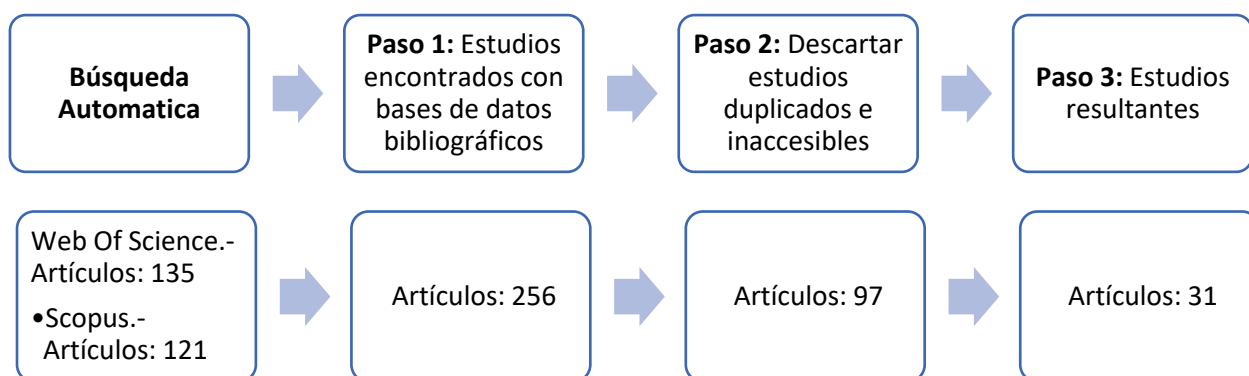 Búsqueda
Automatica
Paso 1: Estudios
encontrados con
bases de datos
bibliográficos
Paso 2: Descartar
estudios
duplicados e
inaccesibles
Paso 3: Estudios
resultantes
Web Of Science.-
Artículos: 135
•Scopus.-
Artículos: 121
Artículos: 256
Artículos: 97
Artículos: 31